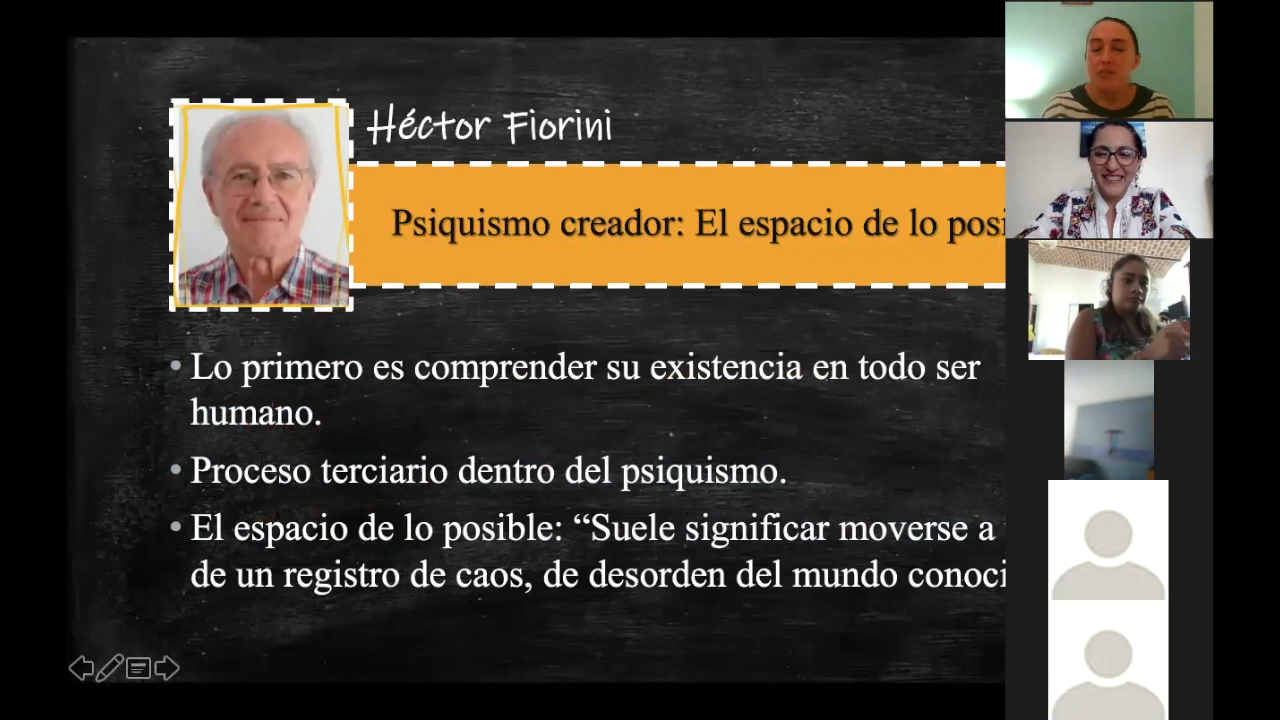 Héctor Fiorini
Psiquismo creador: El espacio de lo
• Lo primero es comprender su existencia en todo ser
humano.
• Proceso terciario dentro del psiquismo.
• El espacio de lo posible: “Suele significar moverse a
de un registro de caos, de desorden del mundo